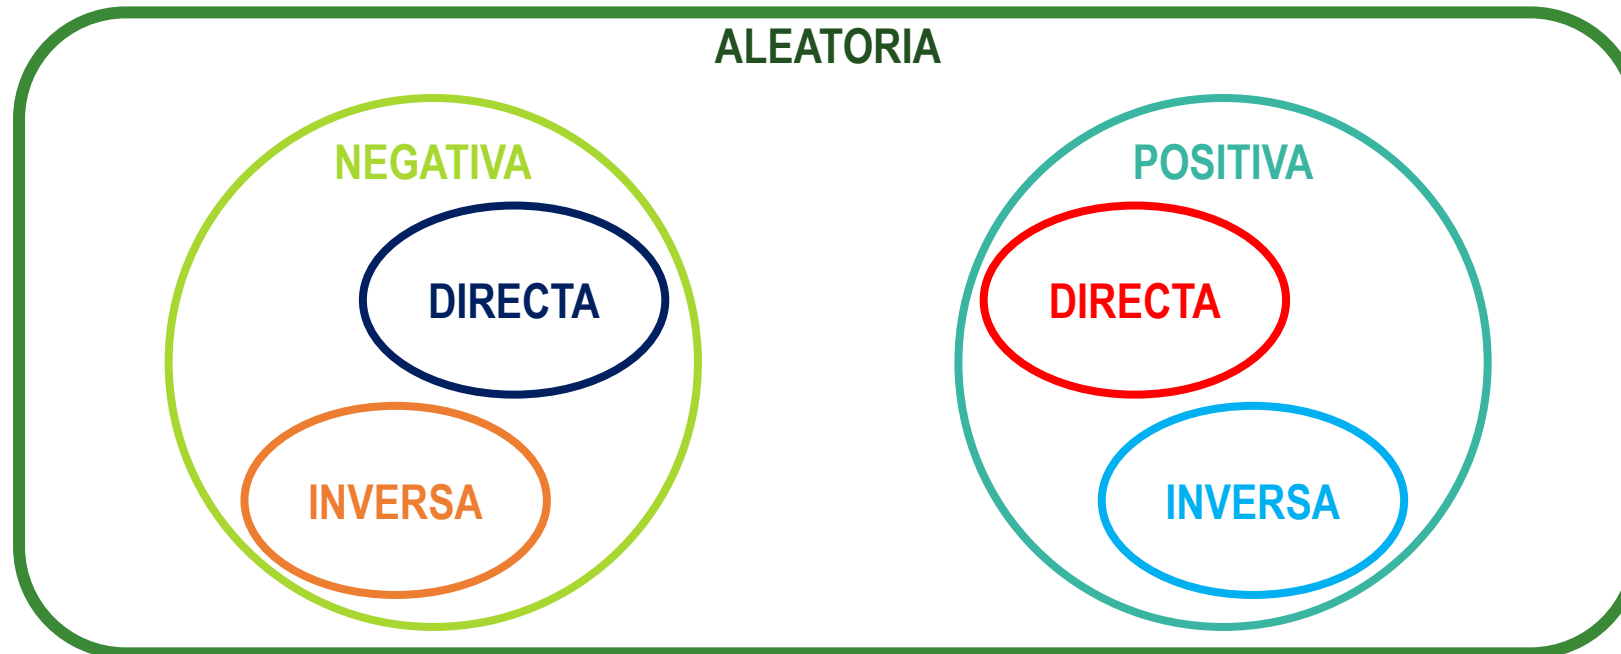 ALEATORIA
NEGATIVA
DIRECTA
INVERSA
POSITIVA
DIRECTA
INVERSA